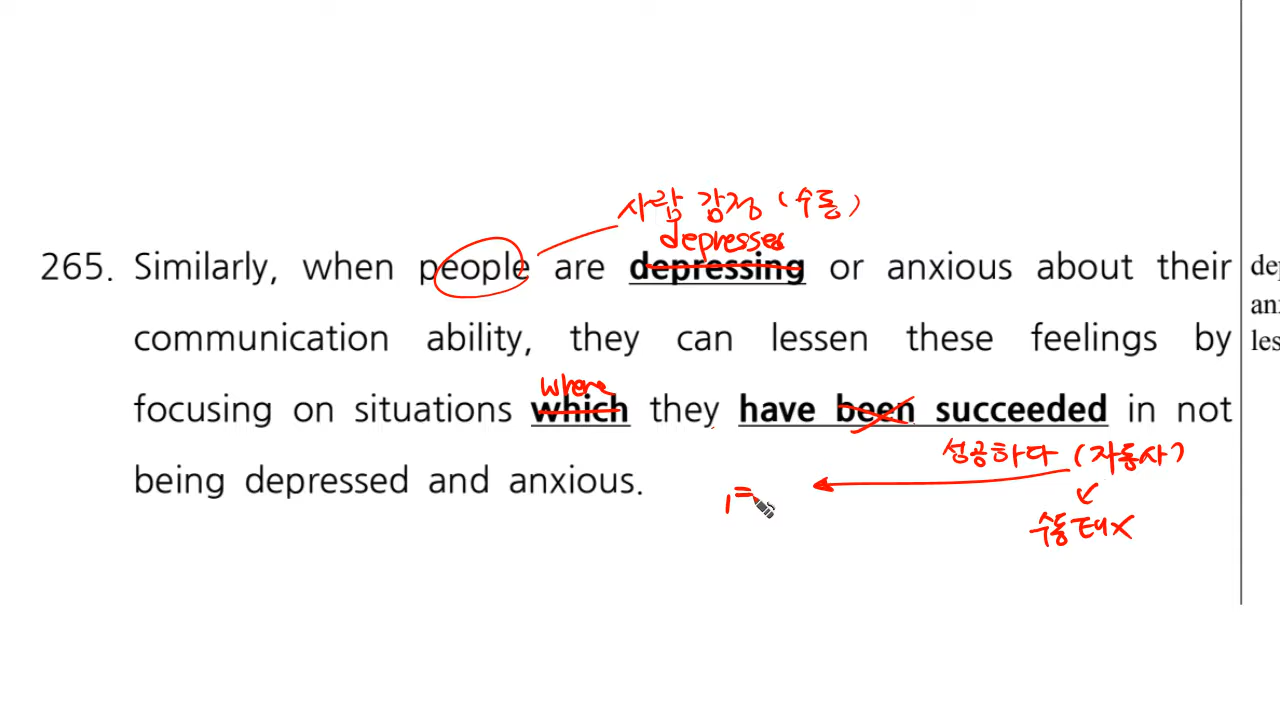 사람 감정 (수동)
depresses
265. Similarly, when people are depressing or anxious about their
communication ability, they can lessen these feelings by
where
focusing on situations which they have been succeeded in not
성공하다 (자동사)
being depressed and anxious.
수동태X
dep
an
les